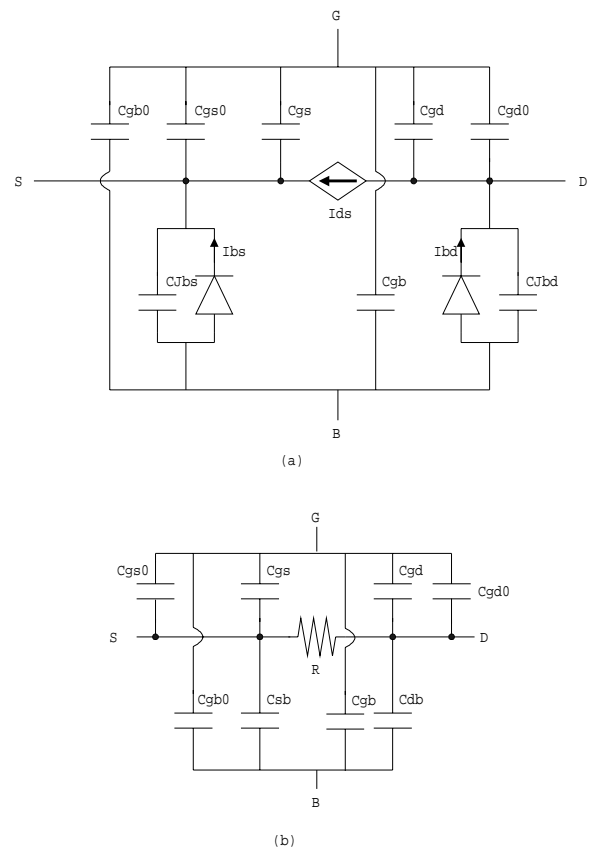 G
Cgb0 Cgs0 Cgs Cgd Cgd0
S D
Ids
Ibs Ibd
CJbs Cgb CJbd
B
(a)
G
Cgs0 Cgs Cgd
Cgd0
S D
R
Cgb0 Csb Cgb Cdb
B
(b)